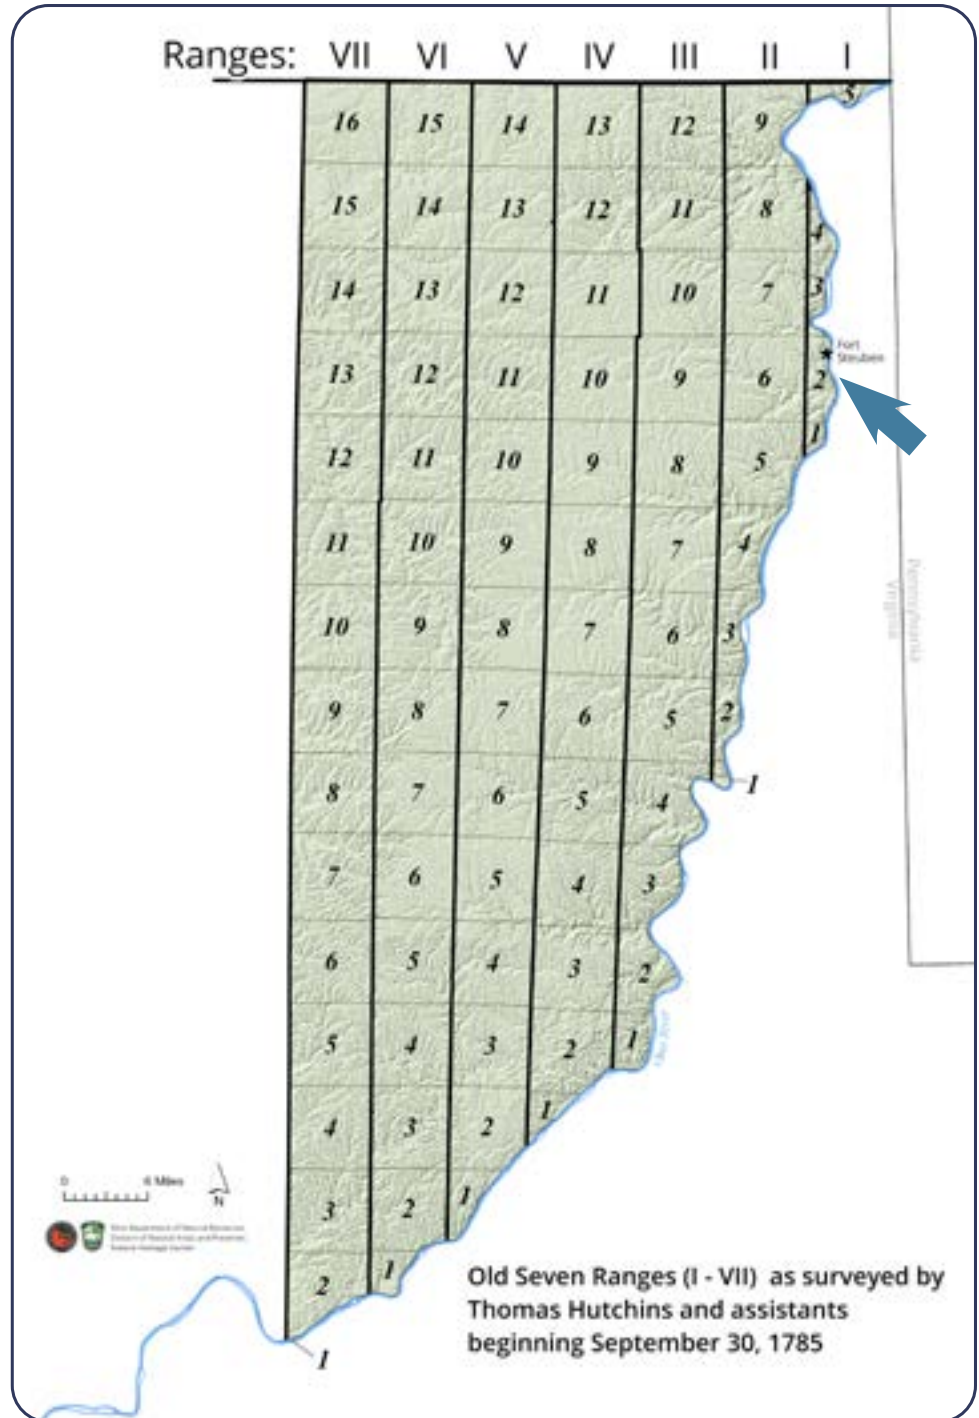 Ranges: VII VI V IV III II I
5
16 15 14 13 12 9
15 14 13 12 11 8 4
14 13 12 11 10 7 3
Fort
Steuben
13 12 11 10 9 6 2
1
12 11 10 9 8 5
11 10 9 8 7 4
Pennsylvania
Virginia
10 9 8 7 6 3
9 8 7 6 5 2
1
8 7 6 5 4
7 6 5 4 3
6 5 4 3 2
5 4 3 2 1
Ohio River
4 3 2 1
0 6 Miles
N
3 2 1
2 1
1
Old Seven Ranges (I - VII) as surveyed by
Thomas Hutchins and assistants
beginning September 30, 1785